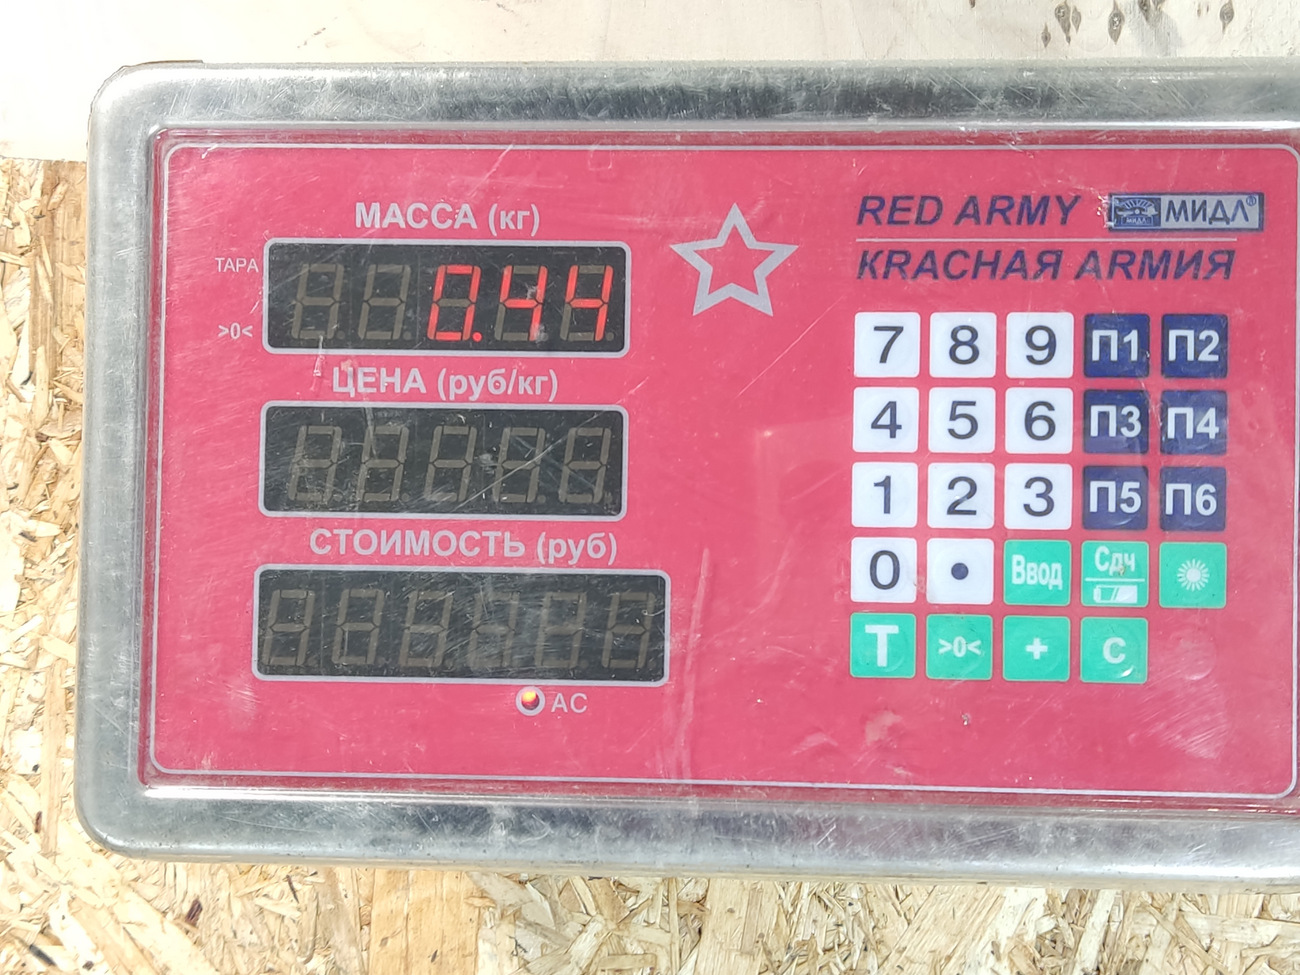 МАССА (кг)
ТАРА
>0<
0.44
ЦЕНА (руб/кг)
СТОИМОСТЬ (руб)
AC
RED ARMY МИДЛ®
КRАСНАЯ АRМИЯ
7 8 9 П1 П2
4 5 6 П3 П4
1 2 3 П5 П6
0 . Ввод Сдч
T >0< + C